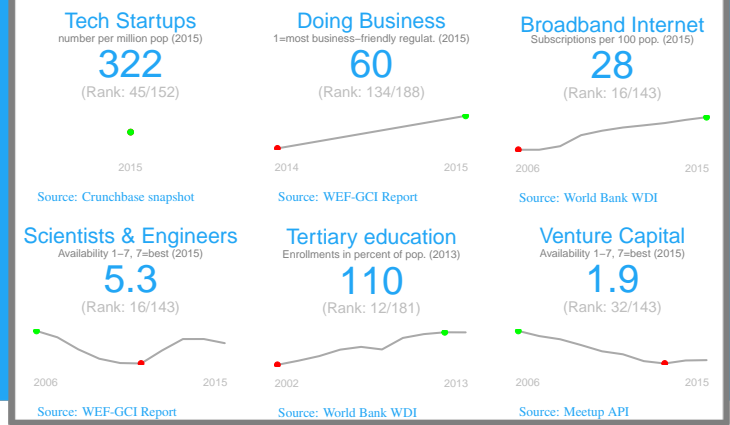 Tech Startups
number per million pop (2015)
322
(Rank: 45/152)
2015
Source: Crunchbase snapshot
Doing Business
1=most business−friendly regulat. (2015)
60
(Rank: 134/188)
2014 2015
Source: WEF-GCI Report
Broadband Internet
Subscriptions per 100 pop. (2015)
28
(Rank: 16/143)
2006 2015
Source: World Bank WDI
Scientists & Engineers
Availability 1−7, 7=best (2015)
5.3
(Rank: 16/143)
2006 2015
Source: WEF-GCI Report
Tertiary education
Enrollments in percent of pop. (2013)
110
(Rank: 12/181)
2002 2013
Source: World Bank WDI
Venture Capital
Availability 1−7, 7=best (2015)
1.9
(Rank: 32/143)
2006 2015
Source: Meetup API